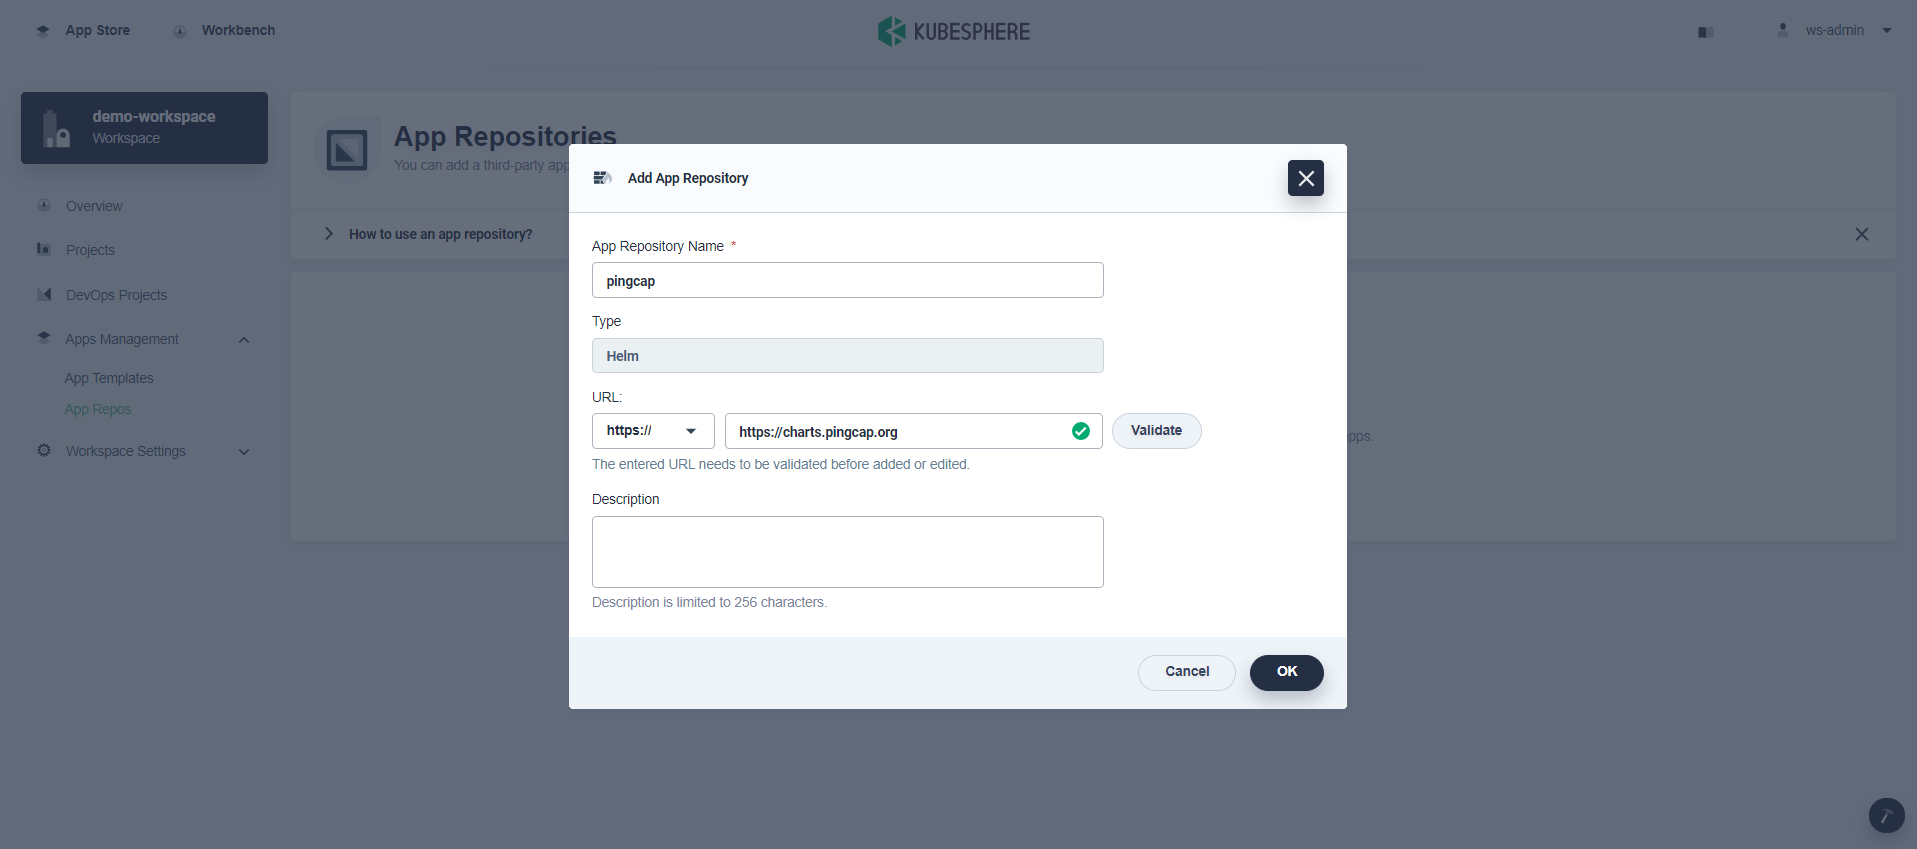 App Store
Workbench
KUBESPHERE
ws-admin
demo-workspace
Workspace
App Repositories
You can add a third-party app
Overview
Projects
DevOps Projects
Apps Management
App Templates
App Repos
Workspace Settings
How to use an app repository?
Add App Repository
App Repository Name *
pingcap
Type
Helm
URL:
https://
https://charts.pingcap.org
Validate
The entered URL needs to be validated before added or edited.
Description
Description is limited to 256 characters.
Cancel
OK